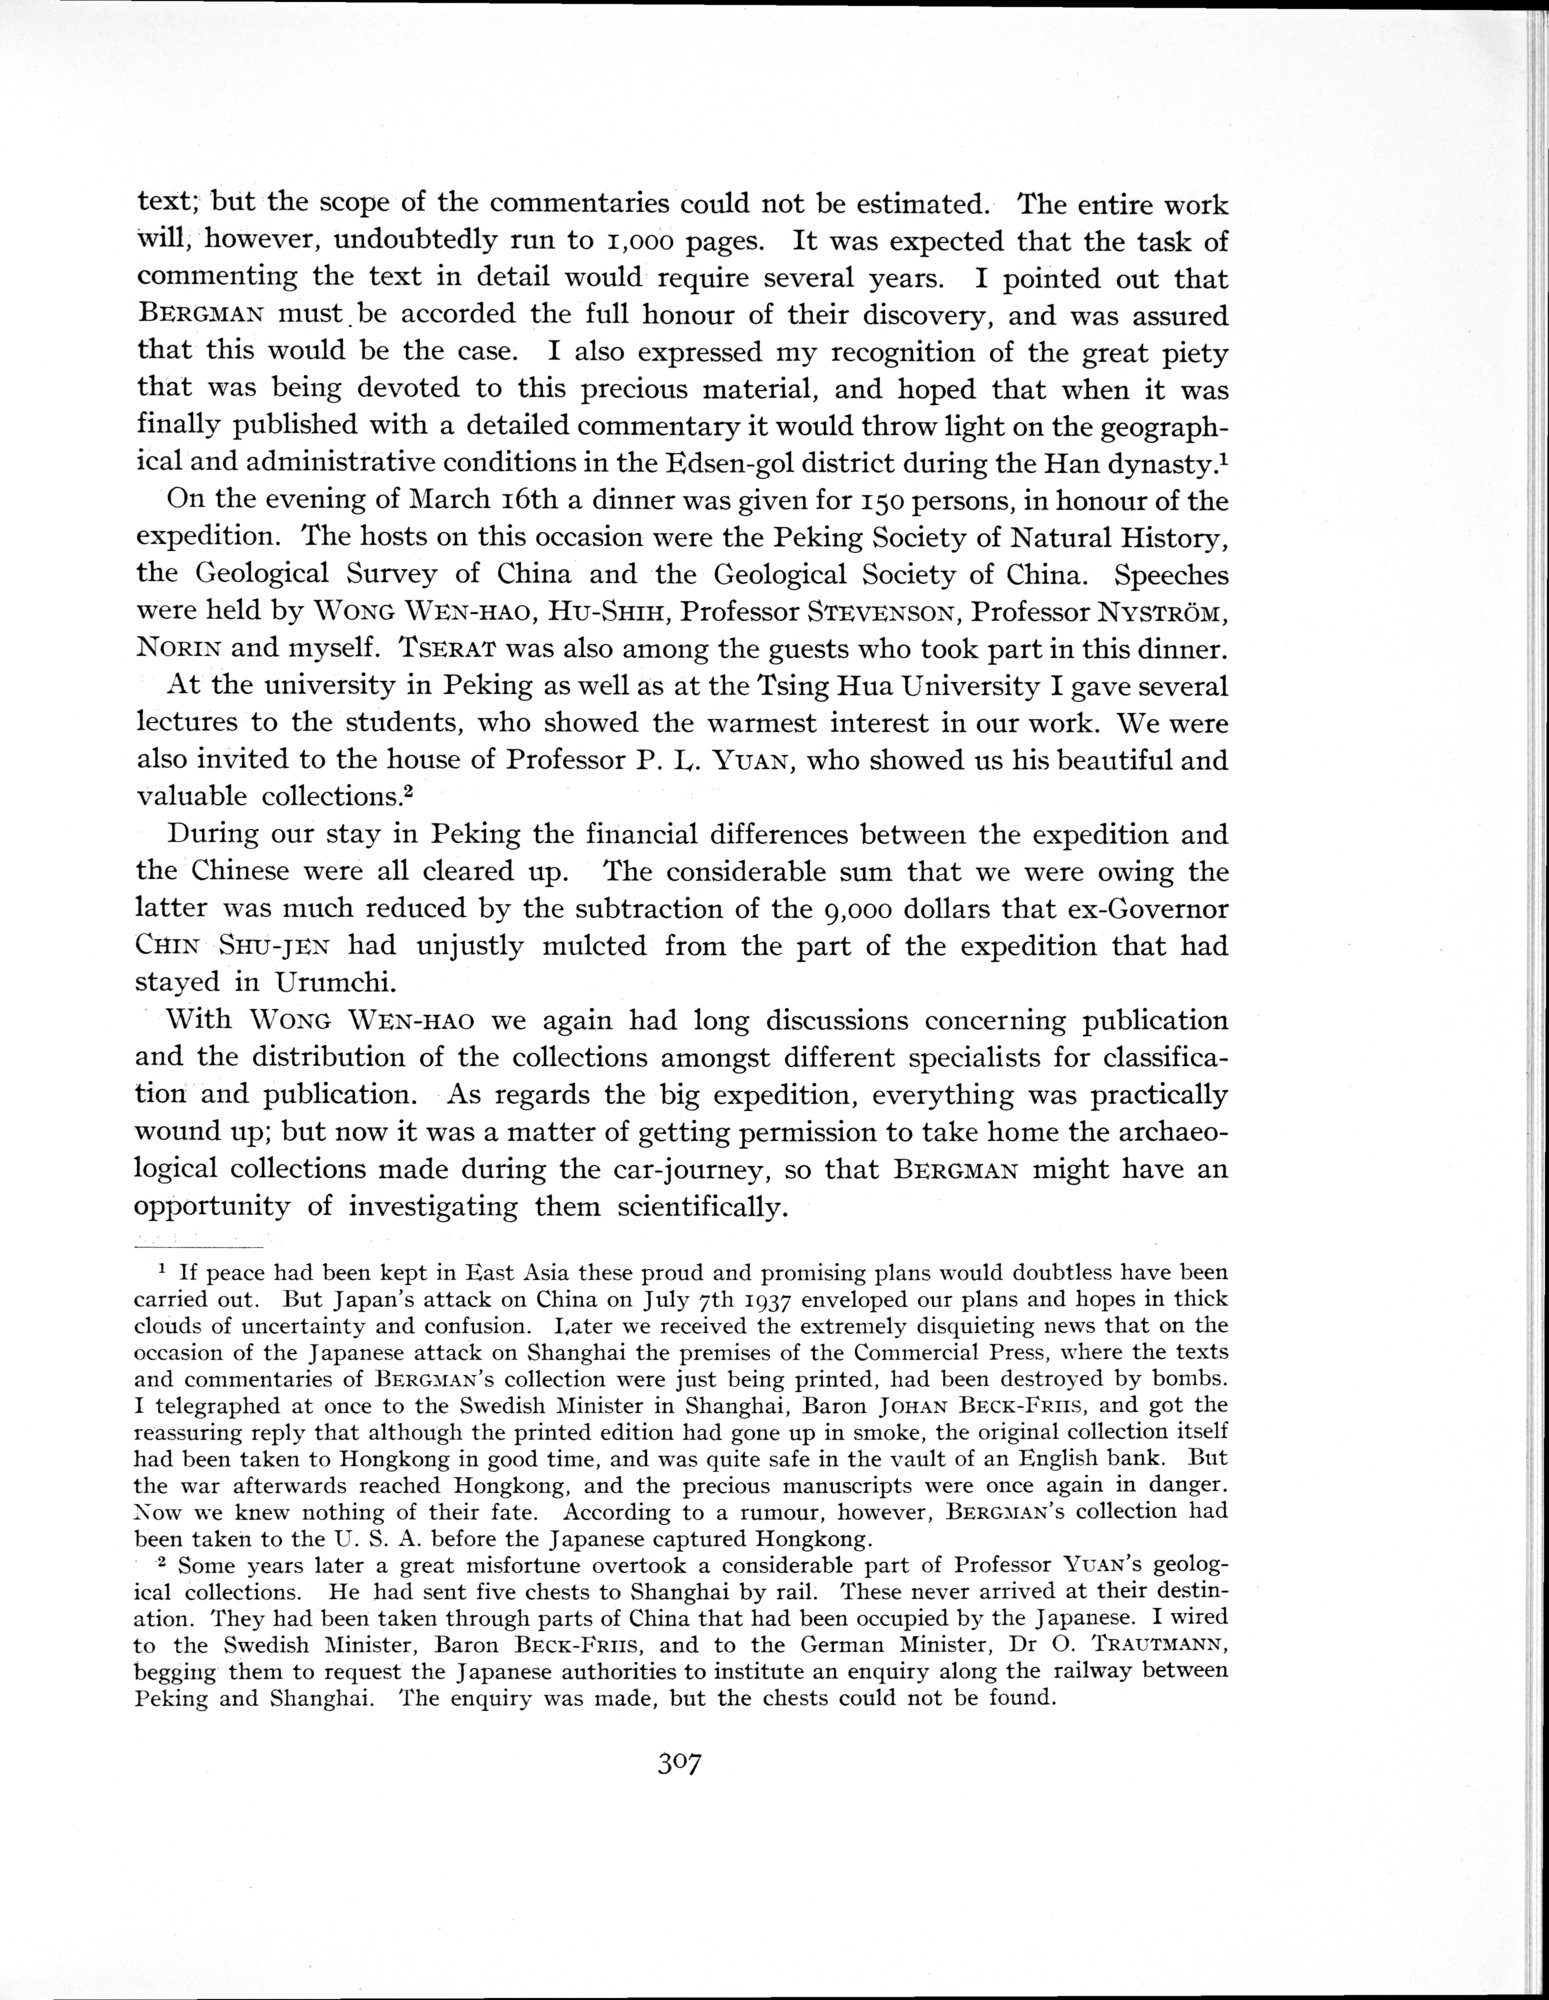 text; but the scope of the commentaries could not be estimated. The entire work
will, however, undoubtedly run to 1,000 pages. It was expected that the task of
commenting the text in detail would require several years. I pointed out that
BERGMAN must be accorded the full honour of their discovery, and was assured
that this would be the case. I also expressed my recognition of the great piety
that was being devoted to this precious material, and hoped that when it was
finally published with a detailed commentary it would throw light on the geograph-
ical and administrative conditions in the Edsen-gol district during the Han dynasty.¹
On the evening of March 16th a dinner was given for 150 persons, in honour of the
expedition. The hosts on this occasion were the Peking Society of Natural History,
the Geological Survey of China and the Geological Society of China. Speeches
were held by WONG WEN-HAO, HU-SHIH, Professor STEVENSON, Professor NYSTRÖM,
NORIN and myself. TSERAT was also among the guests who took part in this dinner.
At the university in Peking as well as at the Tsing Hua University I gave several
lectures to the students, who showed the warmest interest in our work. We were
also invited to the house of Professor P. L. YUAN, who showed us his beautiful and
valuable collections.²
During our stay in Peking the financial differences between the expedition and
the Chinese were all cleared up. The considerable sum that we were owing the
latter was much reduced by the subtraction of the 9,000 dollars that ex-Governor
CHIN SHU-JEN had unjustly mulcted from the part of the expedition that had
stayed in Urumchi.
With WONG WEN-HAO we again had long discussions concerning publication
and the distribution of the collections amongst different specialists for classifica-
tion and publication. As regards the big expedition, everything was practically
wound up; but now it was a matter of getting permission to take home the archaeo-
logical collections made during the car-journey, so that BERGMAN might have an
opportunity of investigating them scientifically.
¹ If peace had been kept in East Asia these proud and promising plans would doubtless have been
carried out. But Japan's attack on China on July 7th 1937 enveloped our plans and hopes in thick
clouds of uncertainty and confusion. Later we received the extremely disquieting news that on the
occasion of the Japanese attack on Shanghai the premises of the Commercial Press, where the texts
and commentaries of BERGMAN's collection were just being printed, had been destroyed by bombs.
I telegraphed at once to the Swedish Minister in Shanghai, Baron JOHAN BECK-FRIIS, and got the
reassuring reply that although the printed edition had gone up in smoke, the original collection itself
had been taken to Hongkong in good time, and was quite safe in the vault of an English bank. But
the war afterwards reached Hongkong, and the precious manuscripts were once again in danger.
Now we knew nothing of their fate. According to a rumour, however, BERGMAN's collection had
been taken to the U. S. A. before the Japanese captured Hongkong.
² Some years later a great misfortune overtook a considerable part of Professor YUAN's geolog-
ical collections. He had sent five chests to Shanghai by rail. These never arrived at their destin-
ation. They had been taken through parts of China that had been occupied by the Japanese. I wired
to the Swedish Minister, Baron BECK-FRIIS, and to the German Minister, Dr O. TRAUTMANN,
begging them to request the Japanese authorities to institute an enquiry along the railway between
Peking and Shanghai. The enquiry was made, but the chests could not be found.
307